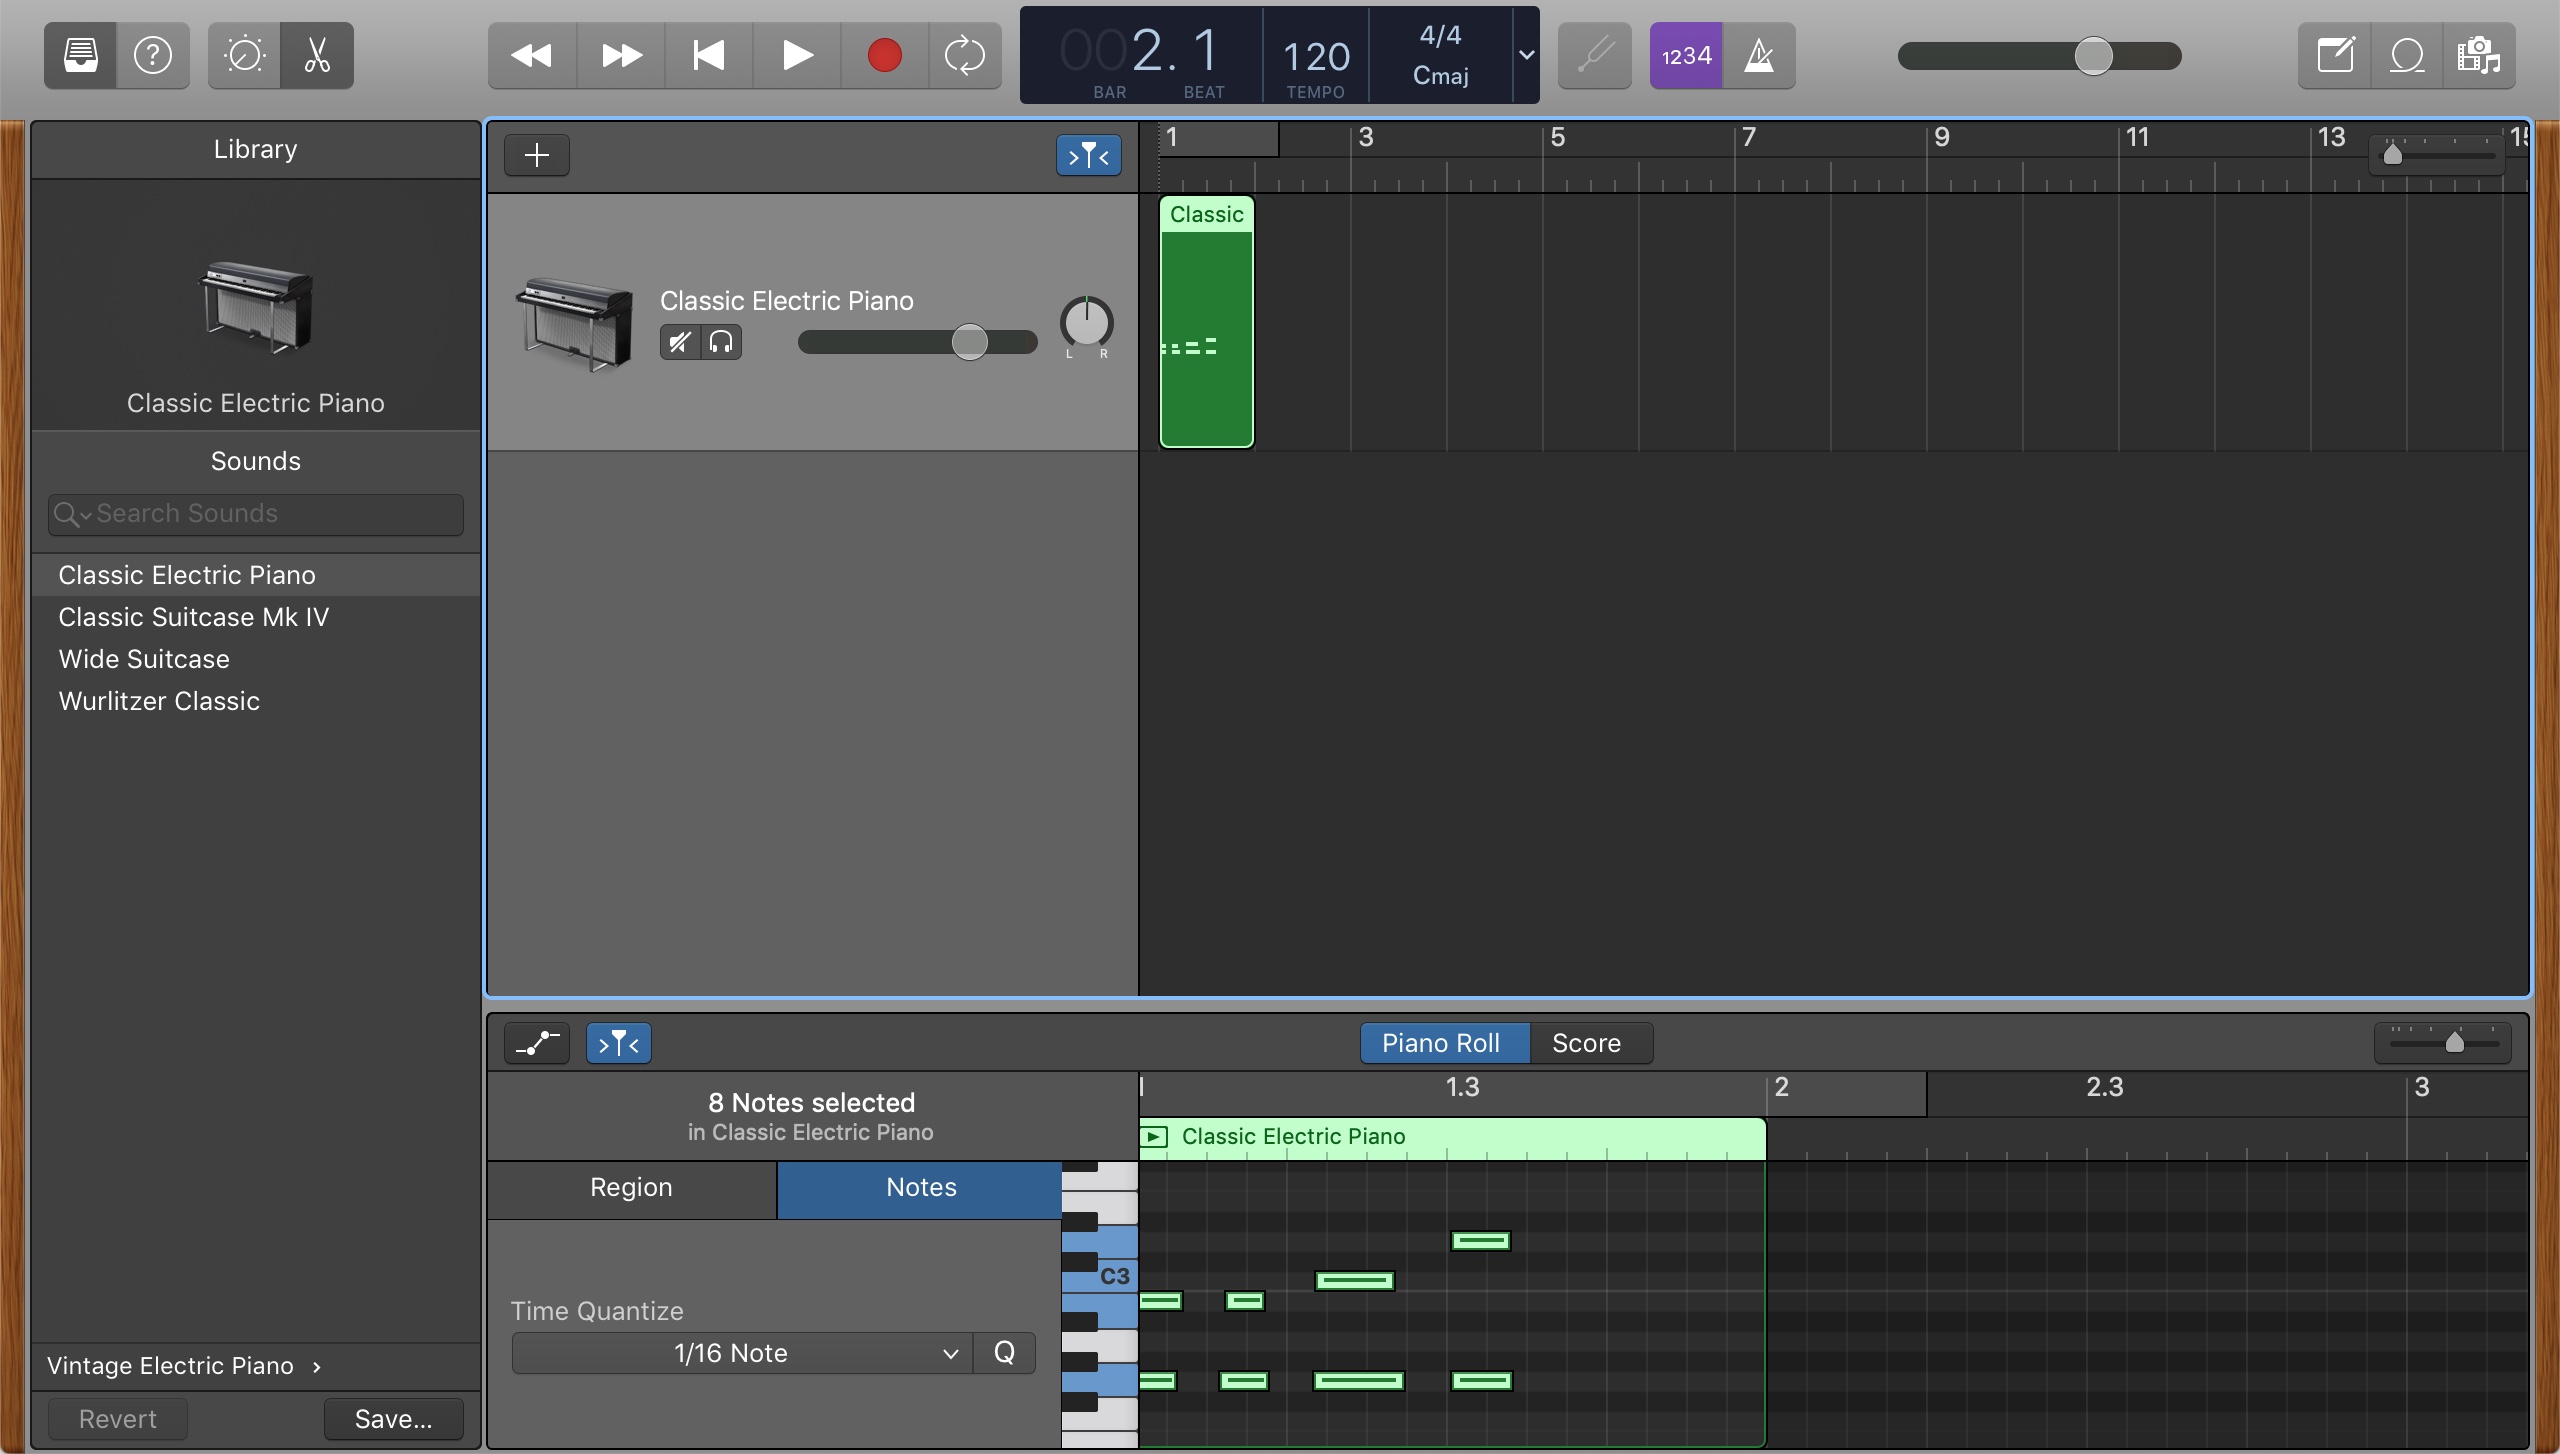 002. 1
BAR
BEAT
120
TEMPO
4/4
Cmaj
1234
Library
Classic Electric Piano
Sounds
Search Sounds
Classic Electric Piano
Classic Suitcase Mk IV
Wide Suitcase
Wurlitzer Classic
Vintage Electric Piano
Revert
Save...
1
3
5
7
9
11
13
15
Classic
Classic Electric Piano
L R
Piano Roll
Score
8 Notes selected
in Classic Electric Piano
Region
Notes
Time Quantize
1/16 Note
Q
1.3
2
2.3
3
Classic Electric Piano
C3